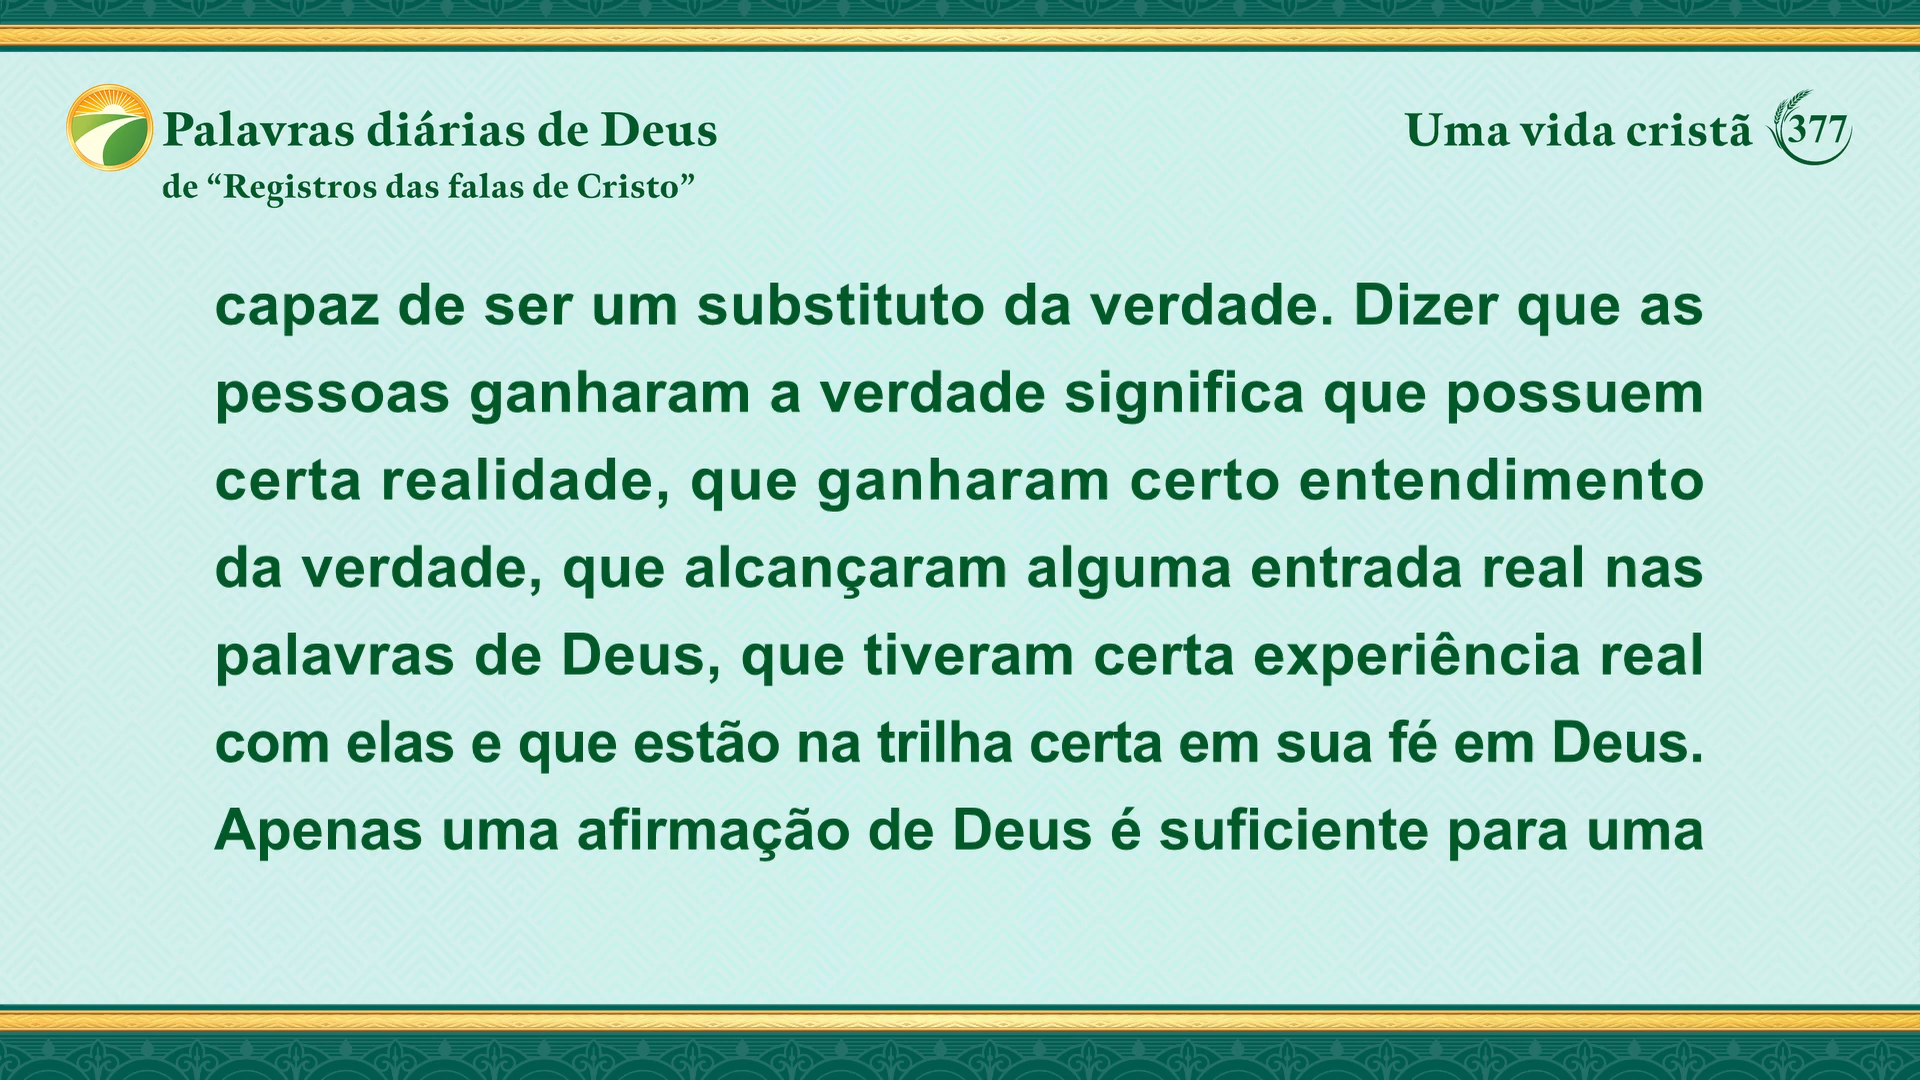 Palavras diárias de Deus
de “Registros das falas de Cristo”
Uma vida cristã 377
capaz de ser um substituto da verdade. Dizer que as
pessoas ganharam a verdade significa que possuem
certa realidade, que ganharam certo entendimento
da verdade, que alcançaram alguma entrada real nas
palavras de Deus, que tiveram certa experiência real
com elas e que estão na trilha certa em sua fé em Deus.
Apenas uma afirmação de Deus é suficiente para uma